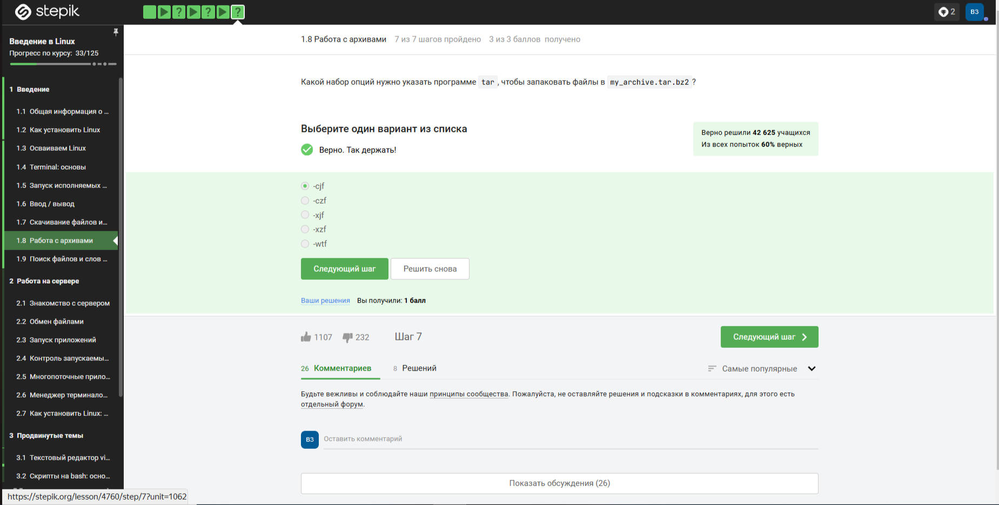 stepik
2
ВЗ
Введение в Linux
Прогресс по курсу: 33/125
1 Введение
1.1 Общая информация о ...
1.2 Как установить Linux
1.3 Осваиваем Linux
1.4 Terminal: основы
1.5 Запуск исполняемых ...
1.6 Ввод / вывод
1.7 Скачивание файлов и...
1.8 Работа с архивами
1.9 Поиск файлов и слов ...
2 Работа на сервере
2.1 Знакомство с сервером
2.2 Обмен файлами
2.3 Запуск приложений
2.4 Контроль запускаемы...
2.5 Многопоточные прило...
2.6 Менеджер терминало...
2.7 Как установить Linux: ...
3 Продвинутые темы
3.1 Текстовый редактор vi...
3.2 Скрипты на bash: осно...
https://stepik.org/lesson/4760/step/7?unit=1062
1.8 Работа с архивами 7 из 7 шагов пройдено 3 из 3 баллов получено
Какой набор опций нужно указать программе tar, чтобы запаковать файлы в my_archive.tar.bz2?
Выберите один вариант из списка
Верно. Так держать!
Верно решили 42 625 учащихся
Из всех попыток 60% верных
-cjf
-czf
-xjf
-xzf
-wtf
Следующий шаг
Решить снова
Ваши решения Вы получили: 1 балл
1107 232 Шаг 7
Следующий шаг
26 Комментариев 8 Решений
Самые популярные
Будьте вежливы и соблюдайте наши принципы сообщества. Пожалуйста, не оставляйте решения и подсказки в комментариях, для этого есть
отдельный форум.
ВЗ Оставить комментарий
Показать обсуждения (26)